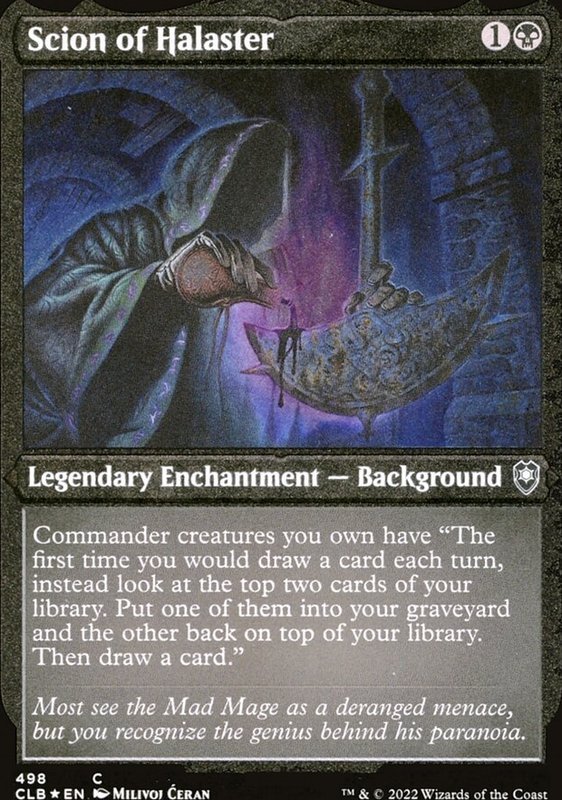 Scion of Halaster 1
Legendary Enchantment — Background
Commander creatures you own have “The
first time you would draw a card each turn,
instead look at the top two cards of your
library. Put one of them into your graveyard
and the other back on top of your library.
Then draw a card.”
Most see the Mad Mage as a deranged menace,
but you recognize the genius behind his paranoia.
498 C
CLB ★ EN Milivoj Ćeran ™ & © 2022 Wizards of the Coast